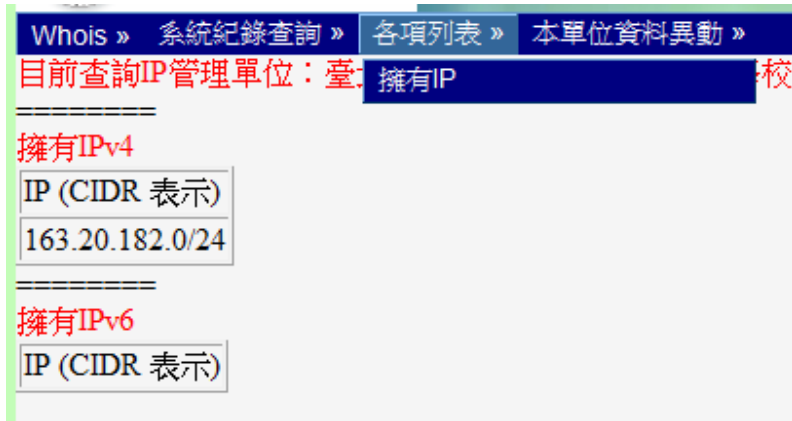 Whois » 系統紀錄查詢 » 各項列表 » 本單位資料異動 »
擁有IP
目前查詢IP管理單位：臺 校
========
擁有IPv4
IP (CIDR 表示)
163.20.182.0/24
========
擁有IPv6
IP (CIDR 表示)